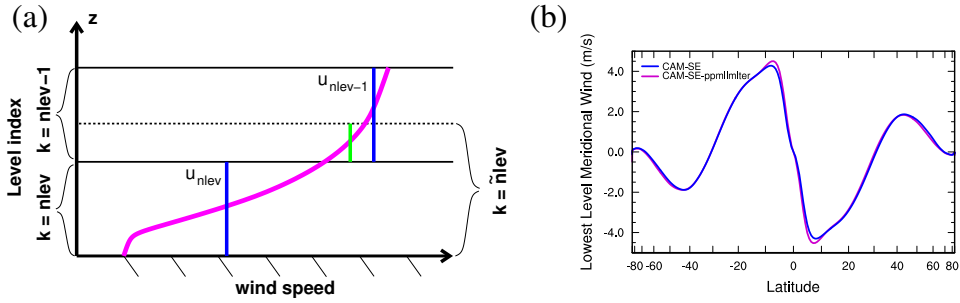 (a)
z
Level index
k = nlev−1
k = nlev
u_nlev−1
u_nlev
k = ñlev
wind speed
(b)
Lowest Level Meridional Wind (m/s)
CAM-SE
CAM-SE-ppmlImIter
4.0
2.0
0.0
-2.0
-4.0
-80 -60 -40 -20 0 20 40 60 80
Latitude